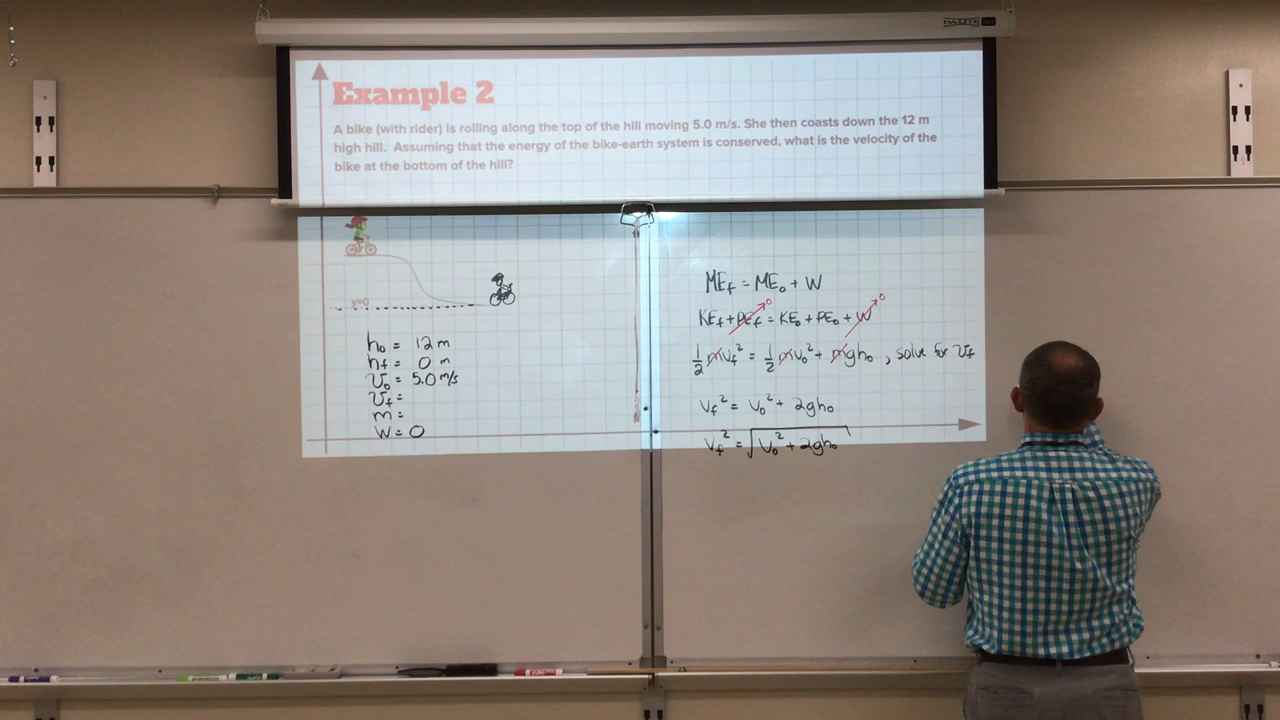 DA-LITE
Example 2
A bike (with rider) is rolling along the top of the hill moving 5.0 m/s. She then coasts down the 12 m
high hill. Assuming that the energy of the bike-earth system is conserved, what is the velocity of the
bike at the bottom of the hill?
y=0
h₀ = 12 m
hf = 0 m
v₀ = 5.0 m/s
vf =
m =
W = 0
MEf = ME₀ + W
0 0
KEf + PEf = KE₀ + PE₀ + W
1/2 mvf² = 1/2 mv₀² + mgh₀, solve for vf
vf² = v₀² + 2gh₀
vf² = √v₀² + 2gh₀